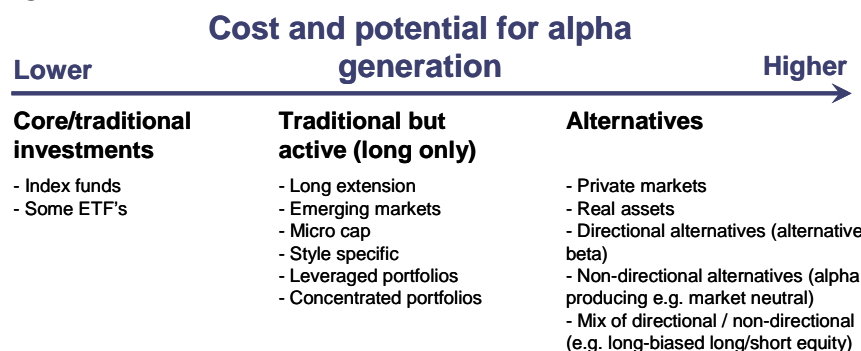 Cost and potential for alpha
generation
Lower
Higher
Core/traditional
investments
- Index funds
- Some ETF's
Traditional but
active (long only)
- Long extension
- Emerging markets
- Micro cap
- Style specific
- Leveraged portfolios
- Concentrated portfolios
Alternatives
- Private markets
- Real assets
- Directional alternatives (alternative
beta)
- Non-directional alternatives (alpha
producing e.g. market neutral)
- Mix of directional / non-directional
(e.g. long-biased long/short equity)